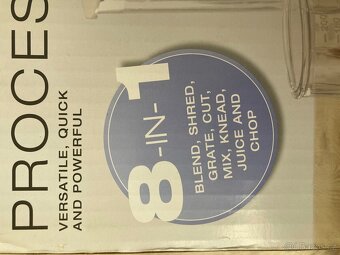 PROCES
VERSATILE, QUICK
AND POWERFUL
8-IN-1
BLEND, SHRED,
GRATE, CUT,
MIX, KNEAD,
JUICE AND
CHOP